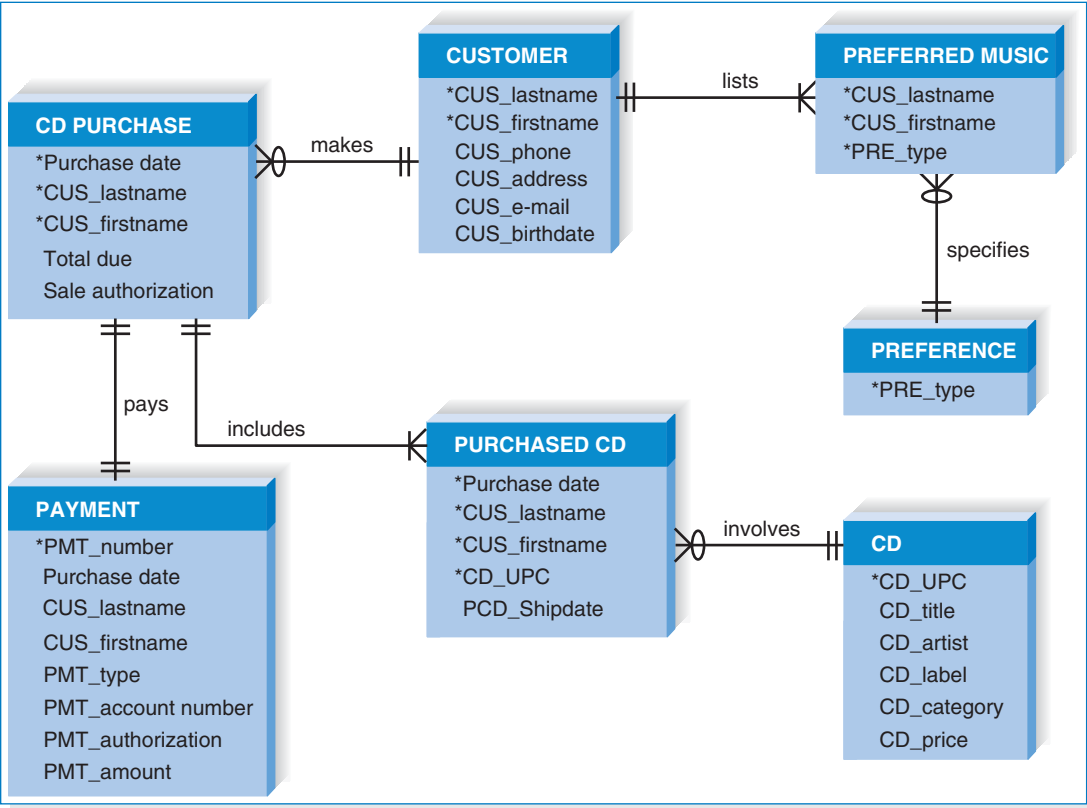 CUSTOMER
*CUS_lastname
*CUS_firstname
CUS_phone
CUS_address
CUS_e-mail
CUS_birthdate
lists
PREFERRED MUSIC
*CUS_lastname
*CUS_firstname
*PRE_type
CD PURCHASE
*Purchase date
*CUS_lastname
*CUS_firstname
Total due
Sale authorization
makes
specifies
PREFERENCE
*PRE_type
pays
includes
PURCHASED CD
*Purchase date
*CUS_lastname
*CUS_firstname
*CD_UPC
PCD_Shipdate
involves
CD
*CD_UPC
CD_title
CD_artist
CD_label
CD_category
CD_price
PAYMENT
*PMT_number
Purchase date
CUS_lastname
CUS_firstname
PMT_type
PMT_account number
PMT_authorization
PMT_amount